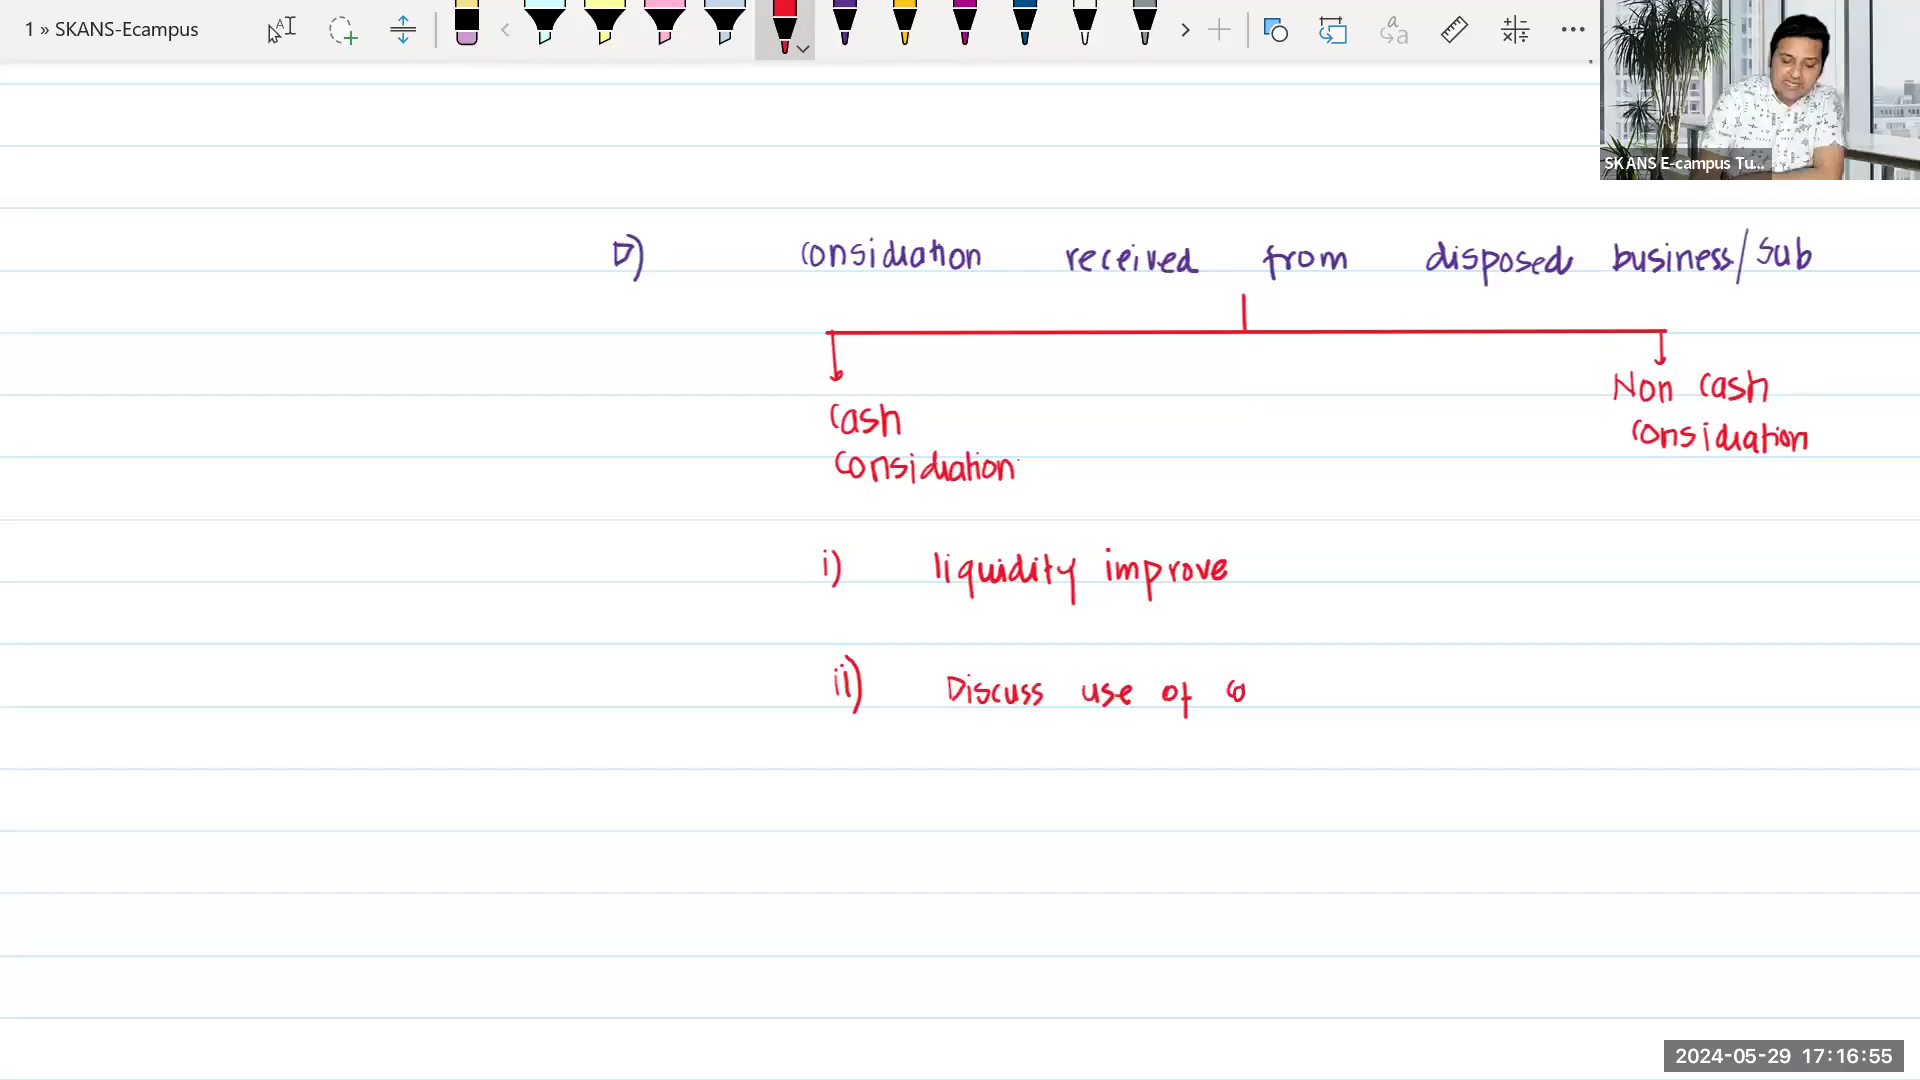 1 » SKANS-Ecampus
SKANS E-campus Tu...
D) Consideration received from disposed business/sub
Cash
Consideration
Non Cash
Consideration
i) liquidity improve
ii) Discuss use of co
2024-05-29 17:16:55